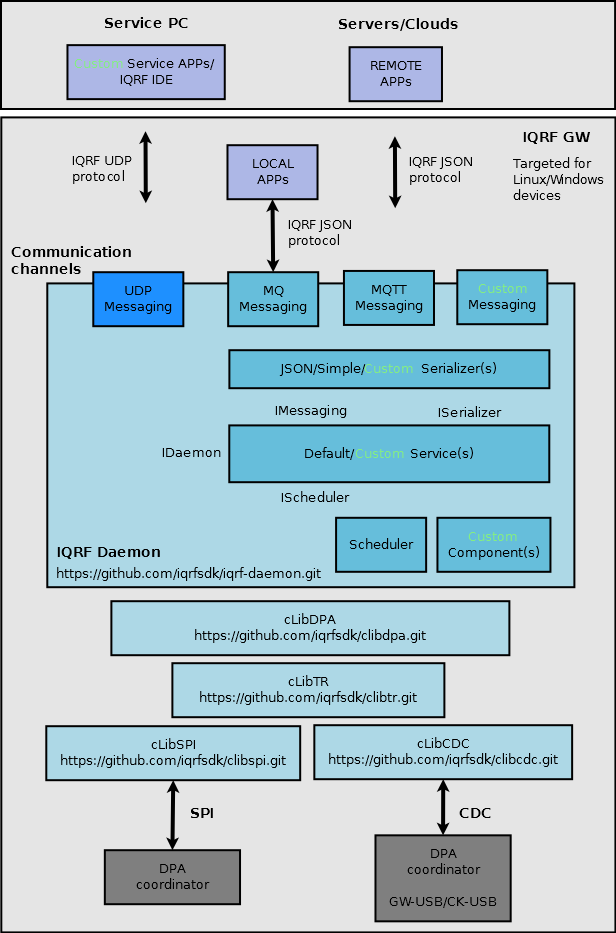 Service PC
Servers/Clouds
Custom Service APPs/
IQRF IDE
REMOTE
APPs
IQRF GW
Targeted for
Linux/Windows
devices
IQRF UDP
protocol
LOCAL
APPs
IQRF JSON
protocol
IQRF JSON
protocol
Communication
channels
UDP
Messaging
MQ
Messaging
MQTT
Messaging
Custom
Messaging
JSON/Simple/Custom Serializer(s)
IMessaging
ISerializer
IDaemon
Default/Custom Service(s)
IScheduler
Scheduler
Custom
Component(s)
IQRF Daemon
https://github.com/iqrfsdk/iqrf-daemon.git
cLibDPA
https://github.com/iqrfsdk/clibdpa.git
cLibTR
https://github.com/iqrfsdk/clibtr.git
cLibSPI
https://github.com/iqrfsdk/clibspi.git
cLibCDC
https://github.com/iqrfsdk/clibcdc.git
SPI
CDC
DPA
coordinator
DPA
coordinator
GW-USB/CK-USB